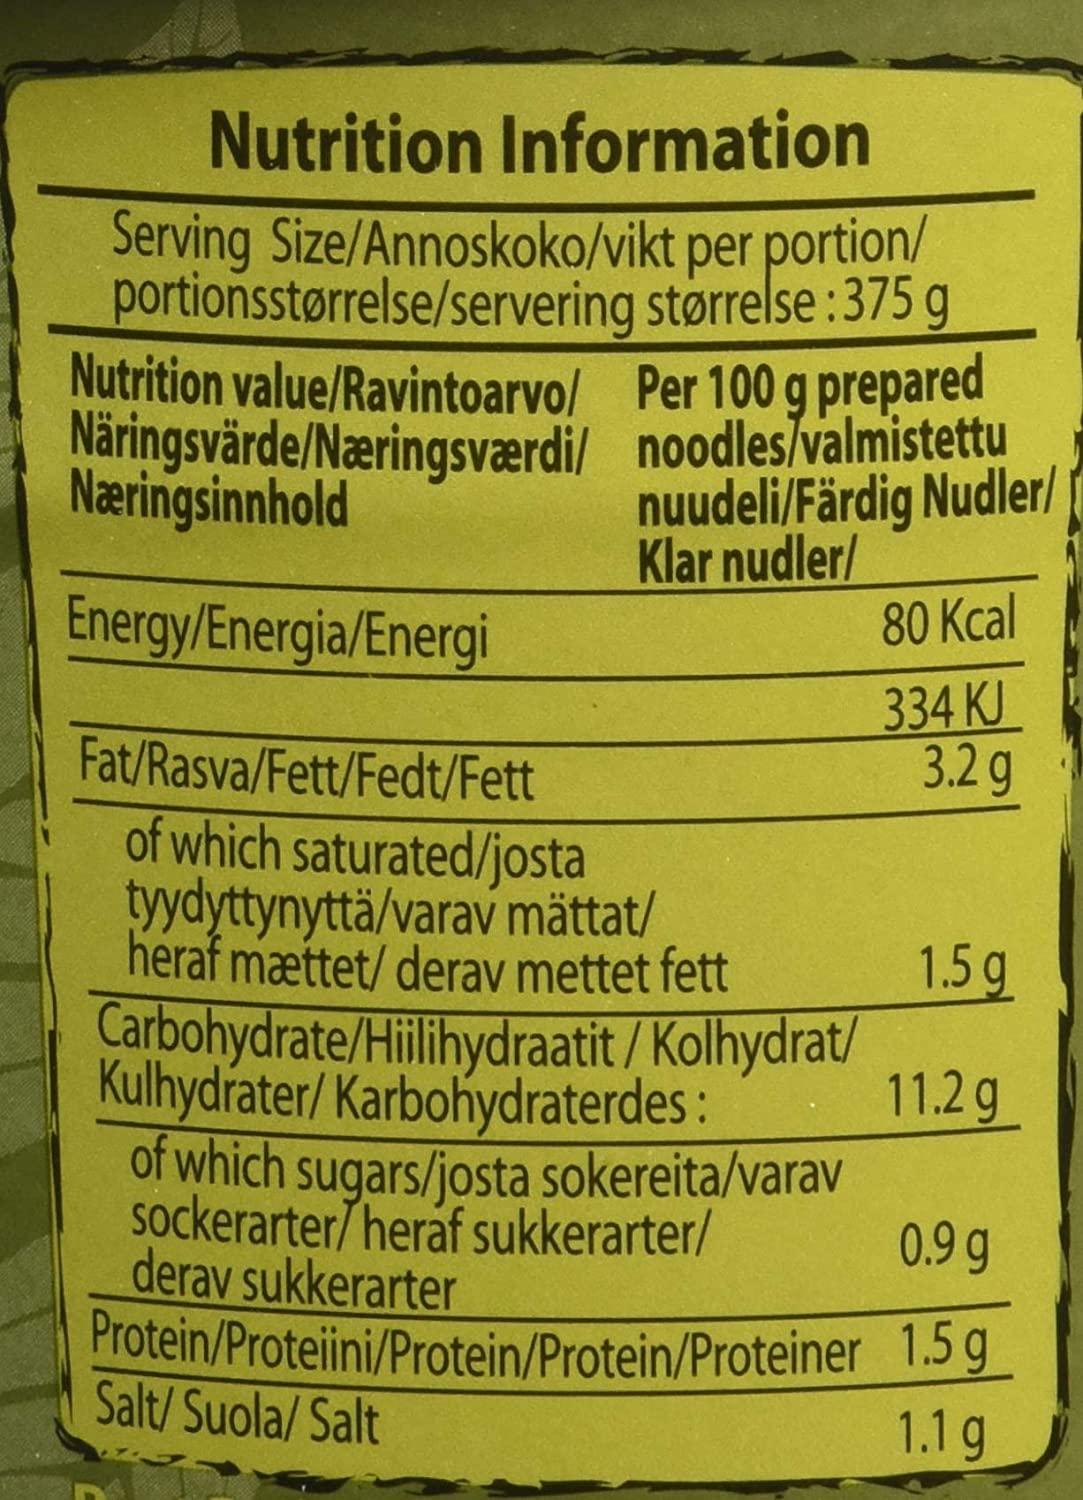 Nutrition Information
Serving Size/Annoskoko/vikt per portion/
portionsstørrelse/servering størrelse : 375 g
Nutrition value/Ravintoarvo/
Näringsvärde/Næringsværdi/
Næringsinnhold
Per 100 g prepared
noodles/valmistettu
nuudeli/Färdig Nudler/
Klar nudler/
Energy/Energia/Energi 80 Kcal
334 KJ
Fat/Rasva/Fett/Fedt/Fett 3.2 g
of which saturated/josta
tyydyttynyttä/varav mättat/
heraf mættet/ derav mettet fett 1.5 g
Carbohydrate/Hiilihydraatit / Kolhydrat/
Kulhydrater/ Karbohydraterdes : 11.2 g
of which sugars/josta sokereita/varav
sockerarter/ heraf sukkerarter/ 0.9 g
derav sukkerarter
Protein/Proteiini/Protein/Protein/Proteiner 1.5 g
Salt/ Suola/ Salt 1.1 g